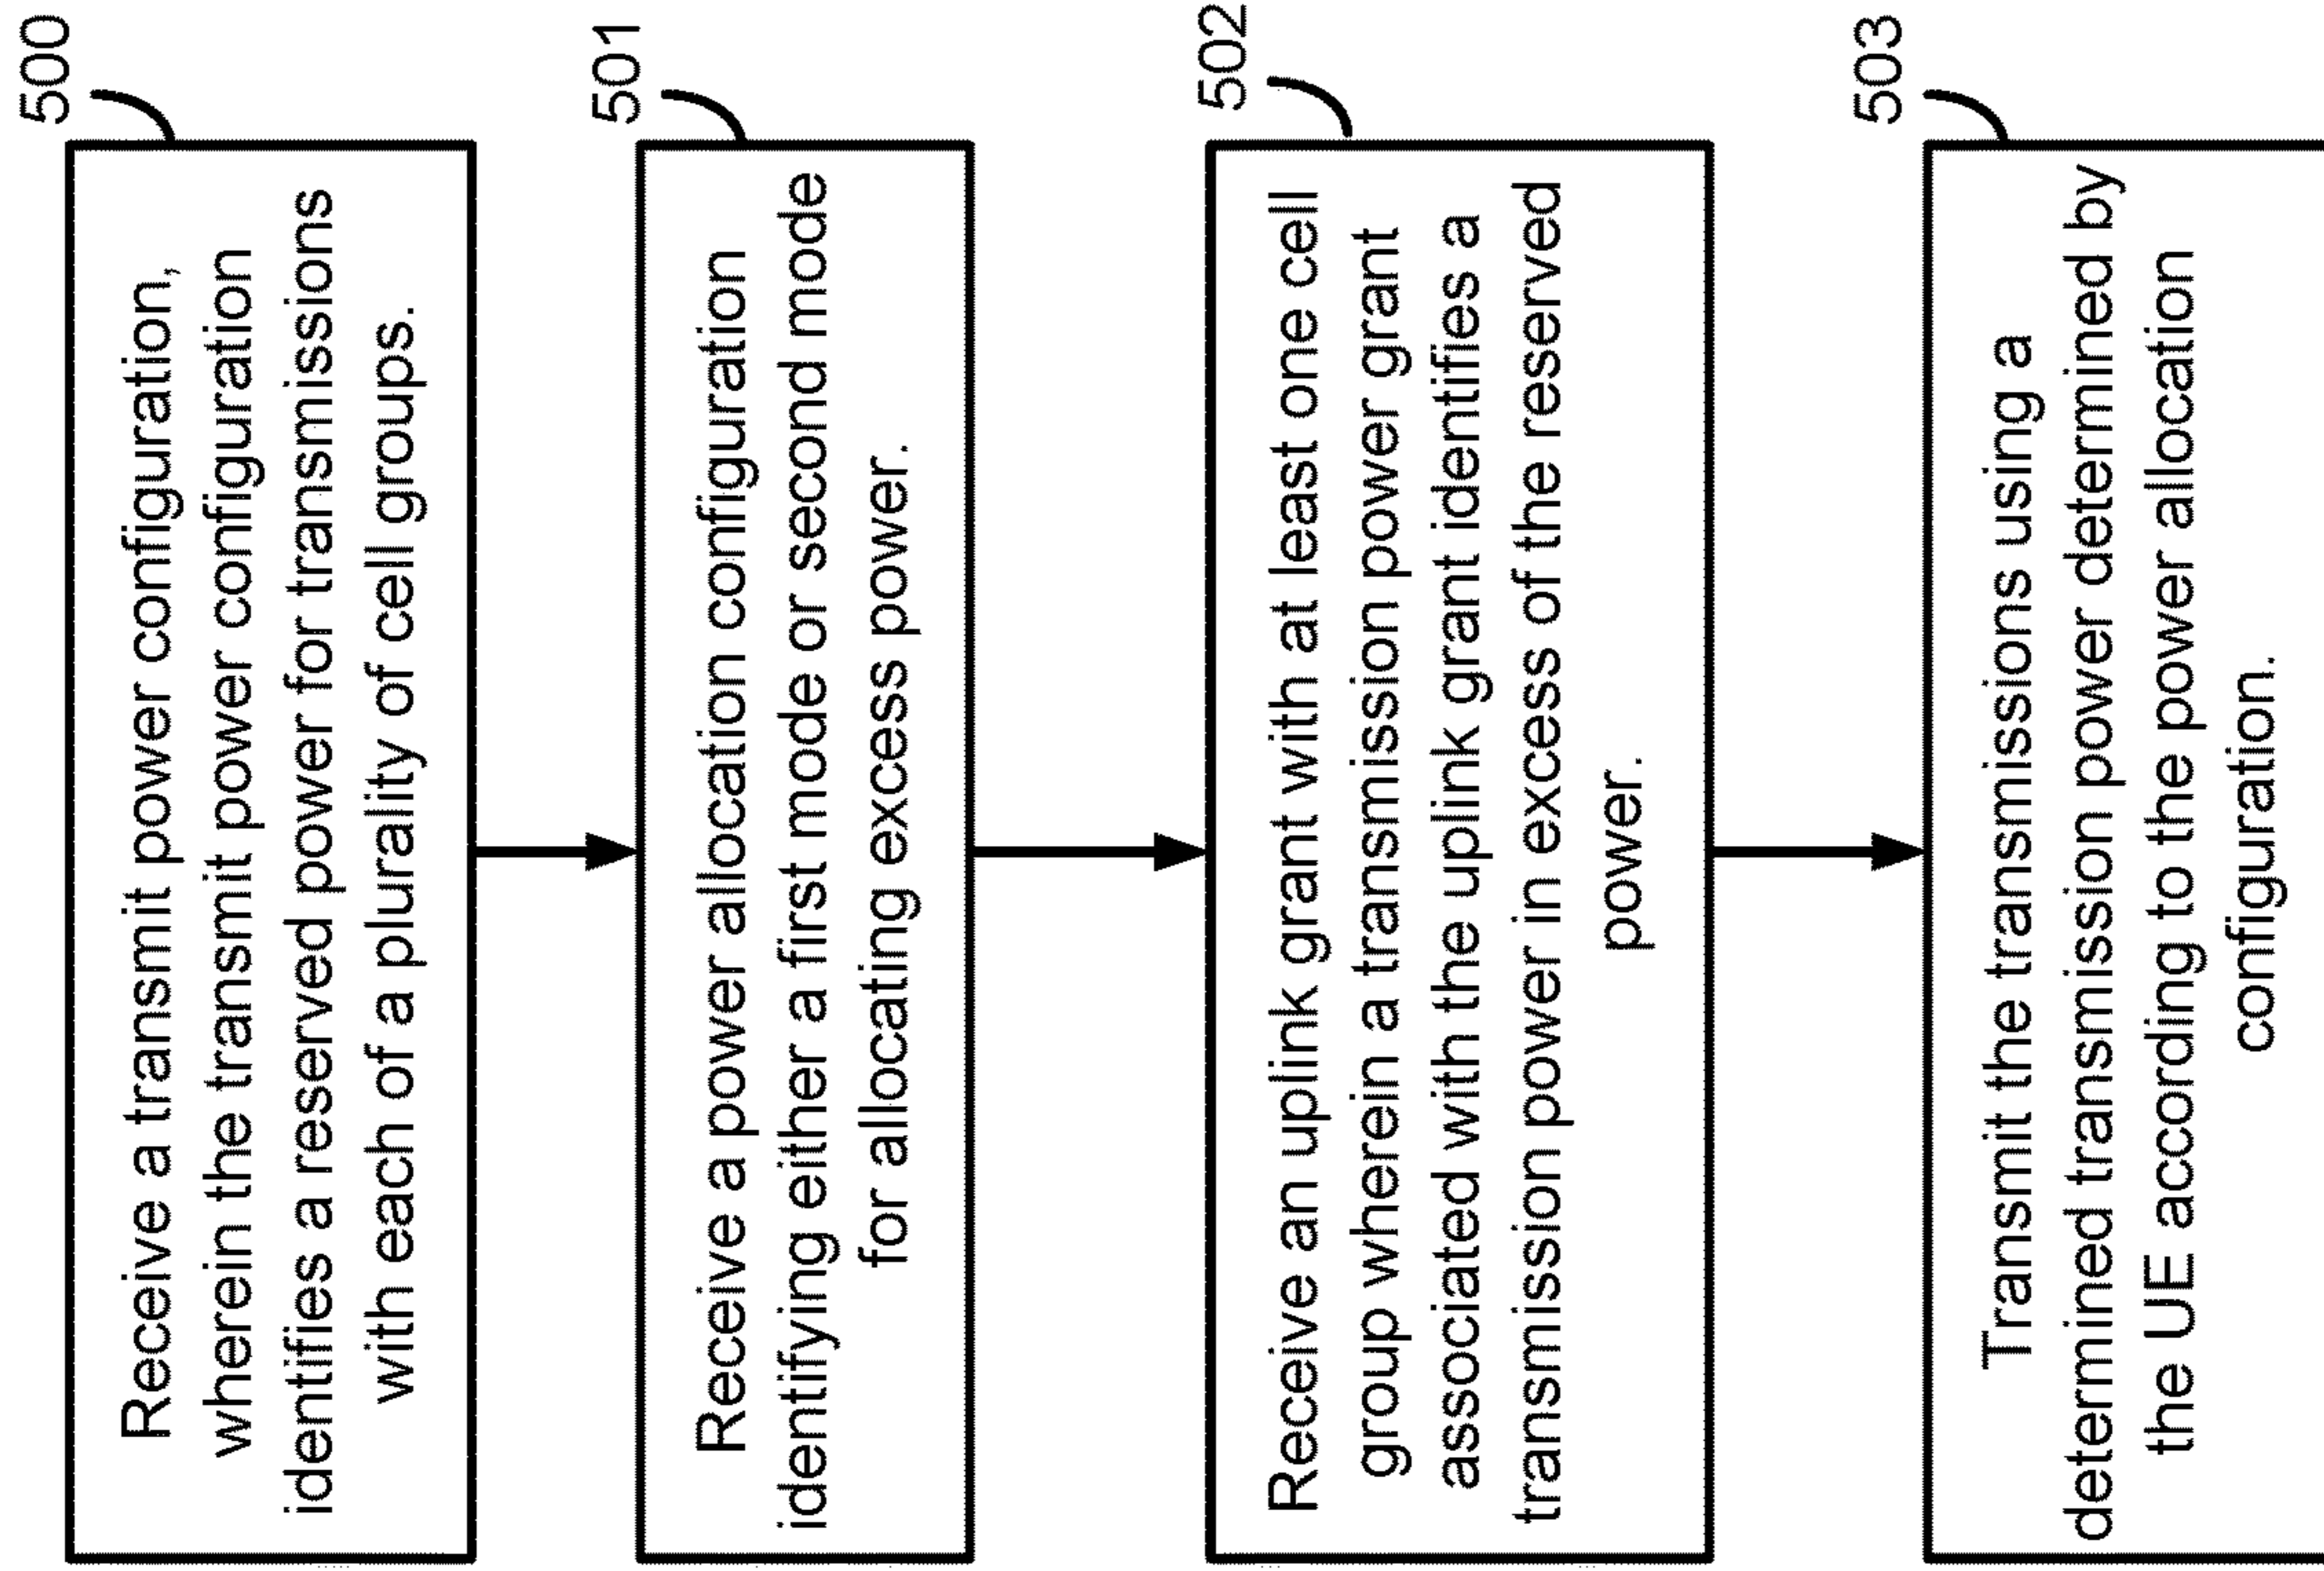 500
Receive a transmit power configuration,
wherein the transmit power configuration
identifies a reserved power for transmissions
with each of a plurality of cell groups.
501
Receive a power allocation configuration
identifying either a first mode or second mode
for allocating excess power.
502
Receive an uplink grant with at least one cell
group wherein a transmission power grant
associated with the uplink grant identifies a
transmission power in excess of the reserved
power.
503
Transmit the transmissions using a
determined transmission power determined by
the UE according to the power allocation
configuration.